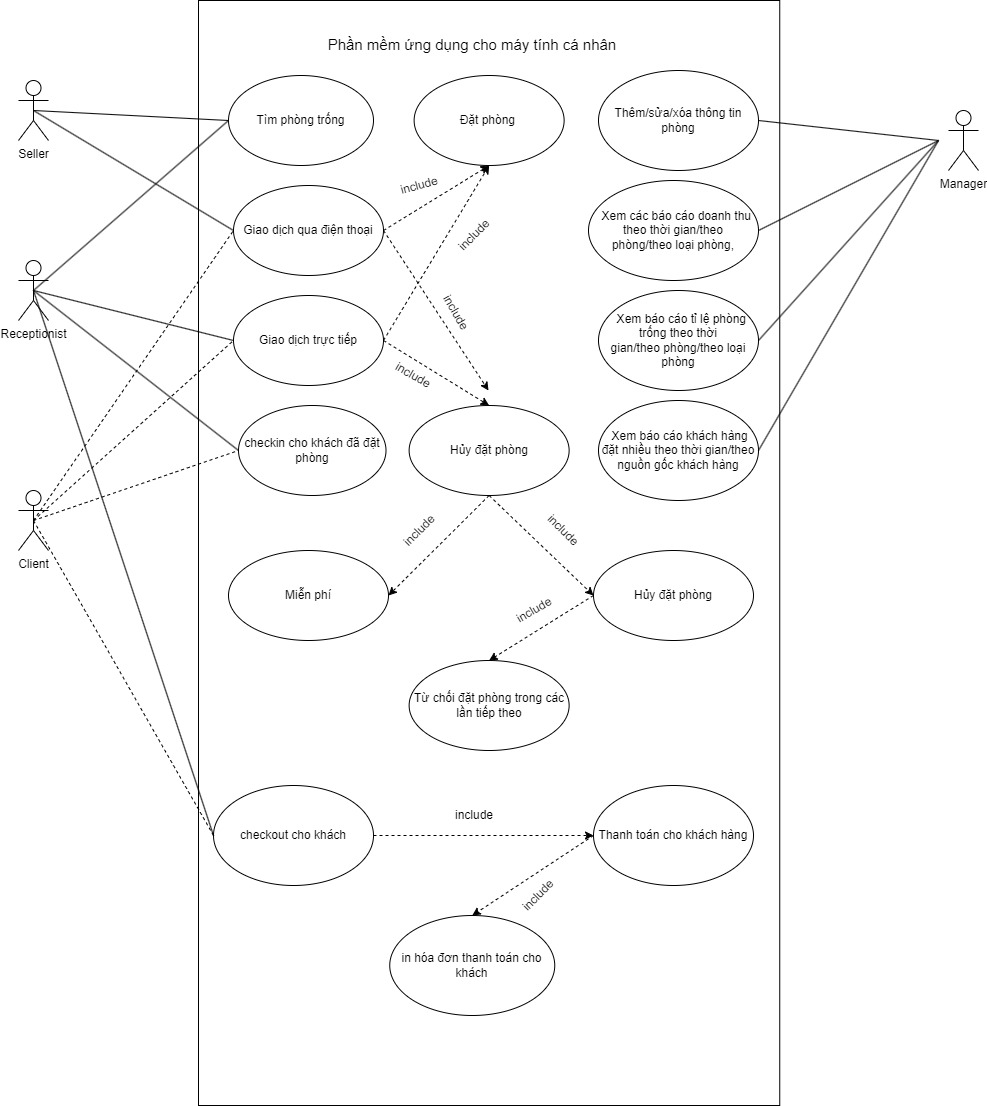 Phần mềm ứng dụng cho máy tính cá nhân
Seller
Tìm phòng trống
Đặt phòng
Thêm/sửa/xóa thông tin
phòng
Manager
include
Giao dịch qua điện thoại
Xem các báo cáo doanh thu
theo thời gian/theo
phòng/theo loại phòng,
include
Receptionist
include
Giao dịch trực tiếp
Xem báo cáo tỉ lệ phòng
trống theo thời
gian/theo phòng/theo loại
phòng
include
checkin cho khách đã đặt
phòng
Hủy đặt phòng
Xem báo cáo khách hàng
đặt nhiều theo thời gian/theo
nguồn gốc khách hàng
Client
include
include
Miễn phí
Hủy đặt phòng
include
Từ chối đặt phòng trong các
lần tiếp theo
checkout cho khách
include
Thanh toán cho khách hàng
include
in hóa đơn thanh toán cho
khách